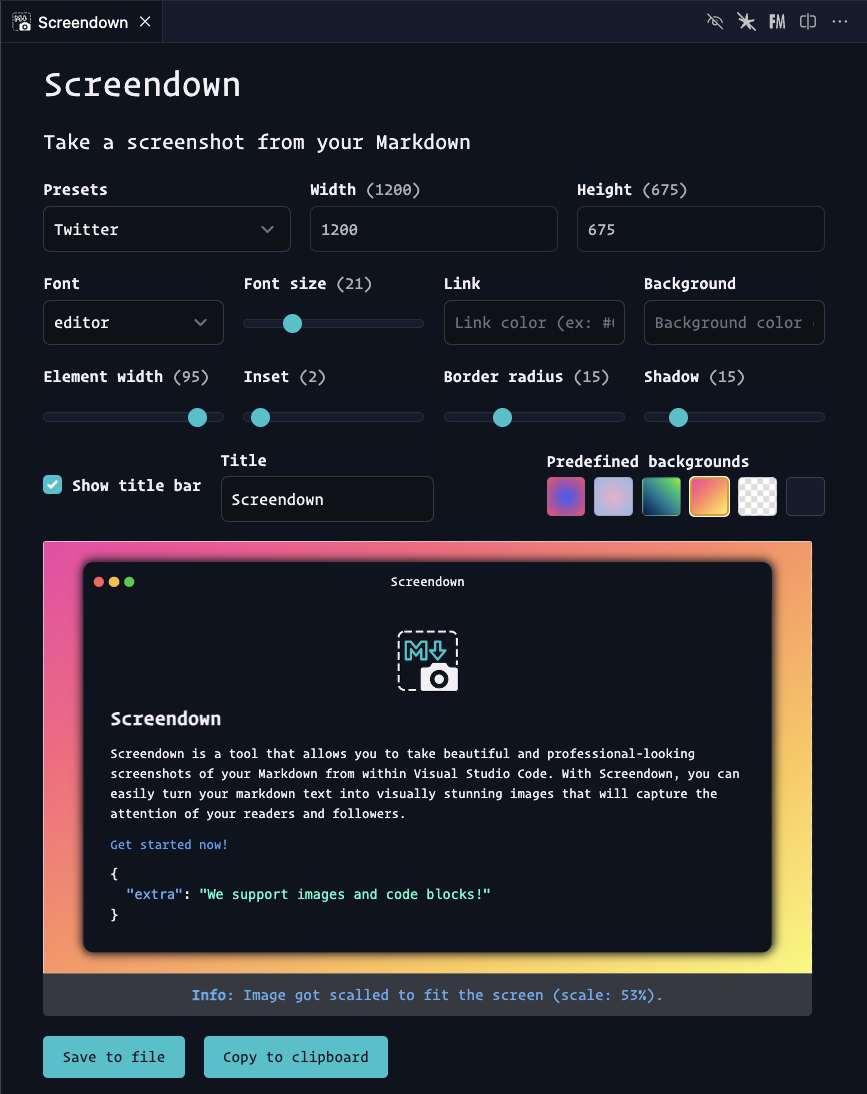 Screendown
FM
Screendown
Take a screenshot from your Markdown
Presets
Width (1200)
Height (675)
Twitter
1200
675
Font
Font size (21)
Link
Background
editor
Link color (ex: #
Background color
Element width (95)
Inset (2)
Border radius (15)
Shadow (15)
Show title bar
Title
Screendown
Predefined backgrounds
Screendown
M
Screendown
Screendown is a tool that allows you to take beautiful and professional-looking
screenshots of your Markdown from within Visual Studio Code. With Screendown, you can
easily turn your markdown text into visually stunning images that will capture the
attention of your readers and followers.
Get started now!
{
"extra": "We support images and code blocks!"
}
Info: Image got scalled to fit the screen (scale: 53%).
Save to file
Copy to clipboard